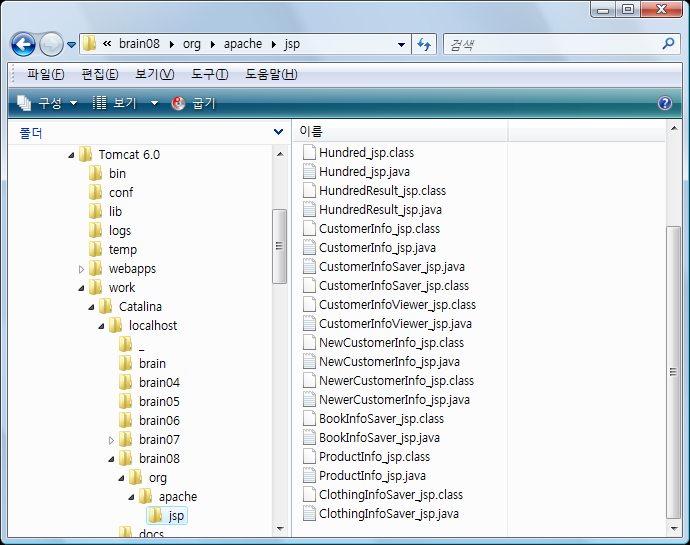 « brain08 ▸ org ▸ apache ▸ jsp
검색
파일(F) 편집(E) 보기(V) 도구(T) 도움말(H)
구성 보기 굽기
폴더
Tomcat 6.0
bin
conf
lib
logs
temp
webapps
work
Catalina
localhost
_
brain
brain04
brain05
brain06
brain07
brain08
org
apache
jsp
docs
이름
Hundred_jsp.class
Hundred_jsp.java
HundredResult_jsp.class
HundredResult_jsp.java
CustomerInfo_jsp.class
CustomerInfo_jsp.java
CustomerInfoSaver_jsp.java
CustomerInfoSaver_jsp.class
CustomerInfoViewer_jsp.class
CustomerInfoViewer_jsp.java
NewCustomerInfo_jsp.class
NewCustomerInfo_jsp.java
NewerCustomerInfo_jsp.class
NewerCustomerInfo_jsp.java
BookInfoSaver_jsp.class
BookInfoSaver_jsp.java
ProductInfo_jsp.class
ProductInfo_jsp.java
ClothingInfoSaver_jsp.class
ClothingInfoSaver_jsp.java